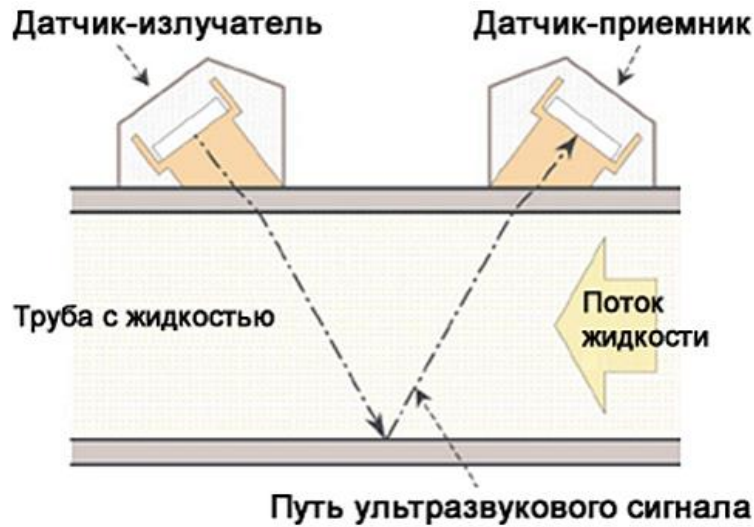 Датчик-излучатель
Датчик-приемник
Труба с жидкостью
Поток
жидкости
Путь ультразвукового сигнала